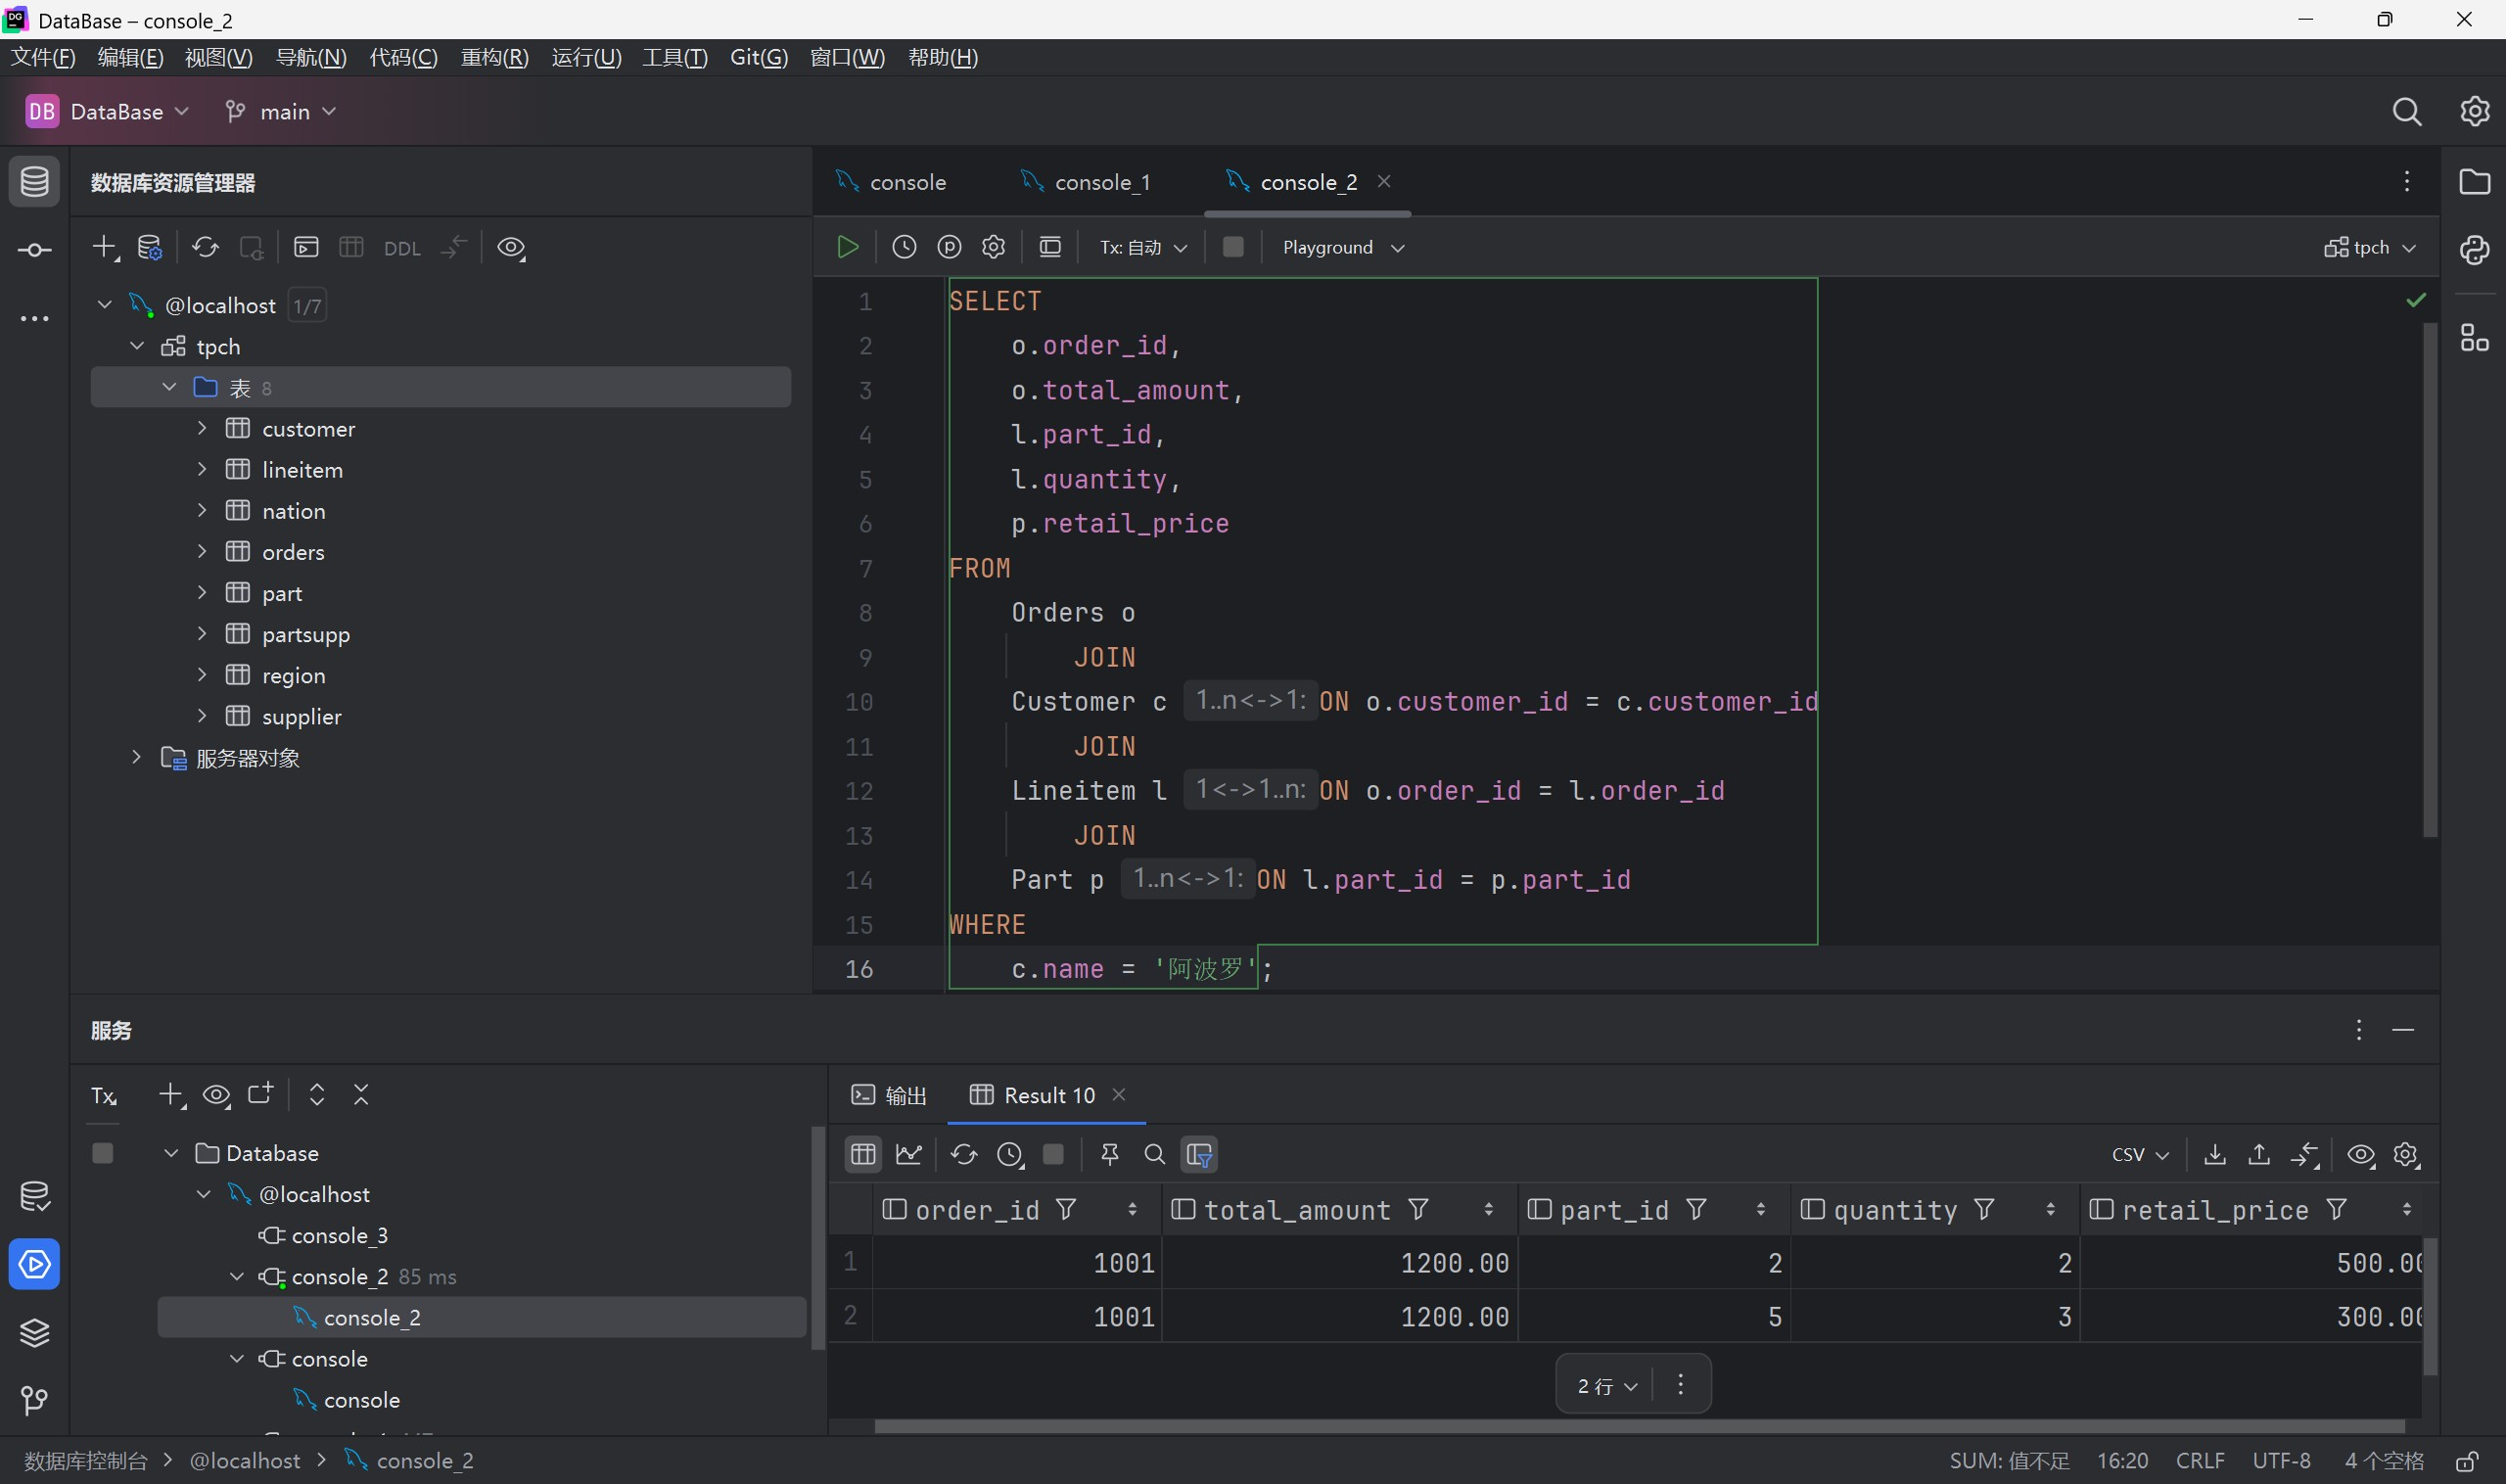 DataBase – console_2
文件(F) 编辑(E) 视图(V) 导航(N) 代码(C) 重构(R) 运行(U) 工具(T) Git(G) 窗口(W) 帮助(H)
DB DataBase main
数据库资源管理器
DDL
@localhost 1/7
tpch
表 8
customer
lineitem
nation
orders
part
partsupp
region
supplier
服务器对象
console console_1 console_2
Tx: 自动 Playground tpch
1 SELECT
2 o.order_id,
3 o.total_amount,
4 l.part_id,
5 l.quantity,
6 p.retail_price
7 FROM
8 Orders o
9 JOIN
10 Customer c 1..n<->1: ON o.customer_id = c.customer_id
11 JOIN
12 Lineitem l 1<->1..n: ON o.order_id = l.order_id
13 JOIN
14 Part p 1..n<->1: ON l.part_id = p.part_id
15 WHERE
16 c.name = '阿波罗';
服务
Tx
Database
@localhost
console_3
console_2 85 ms
console_2
console
console
输出 Result 10
CSV
order_id total_amount part_id quantity retail_price
1 1001 1200.00 2 2 500.00
2 1001 1200.00 5 3 300.00
2 行
数据库控制台 @localhost console_2
SUM: 值不足 16:20 CRLF UTF-8 4 个空格